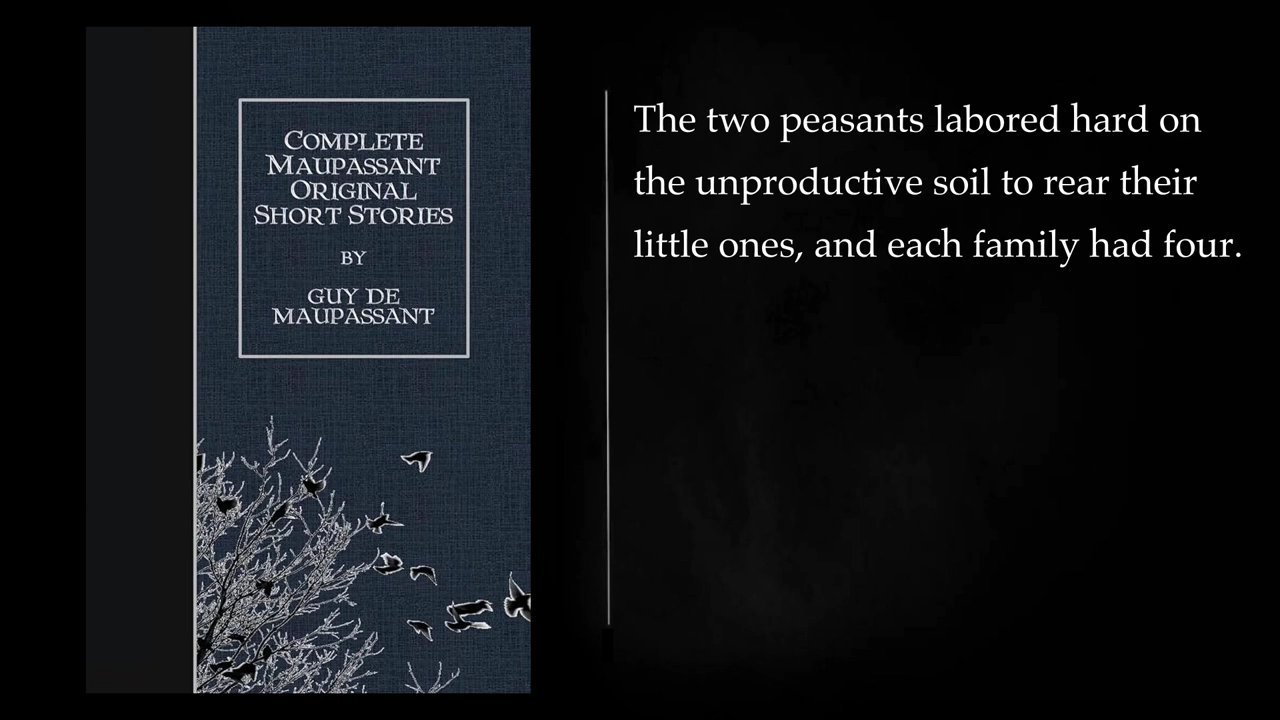 COMPLETE
MAUPASSANT
ORIGINAL
SHORT STORIES
BY
GUY DE
MAUPASSANT
The two peasants labored hard on
the unproductive soil to rear their
little ones, and each family had four.